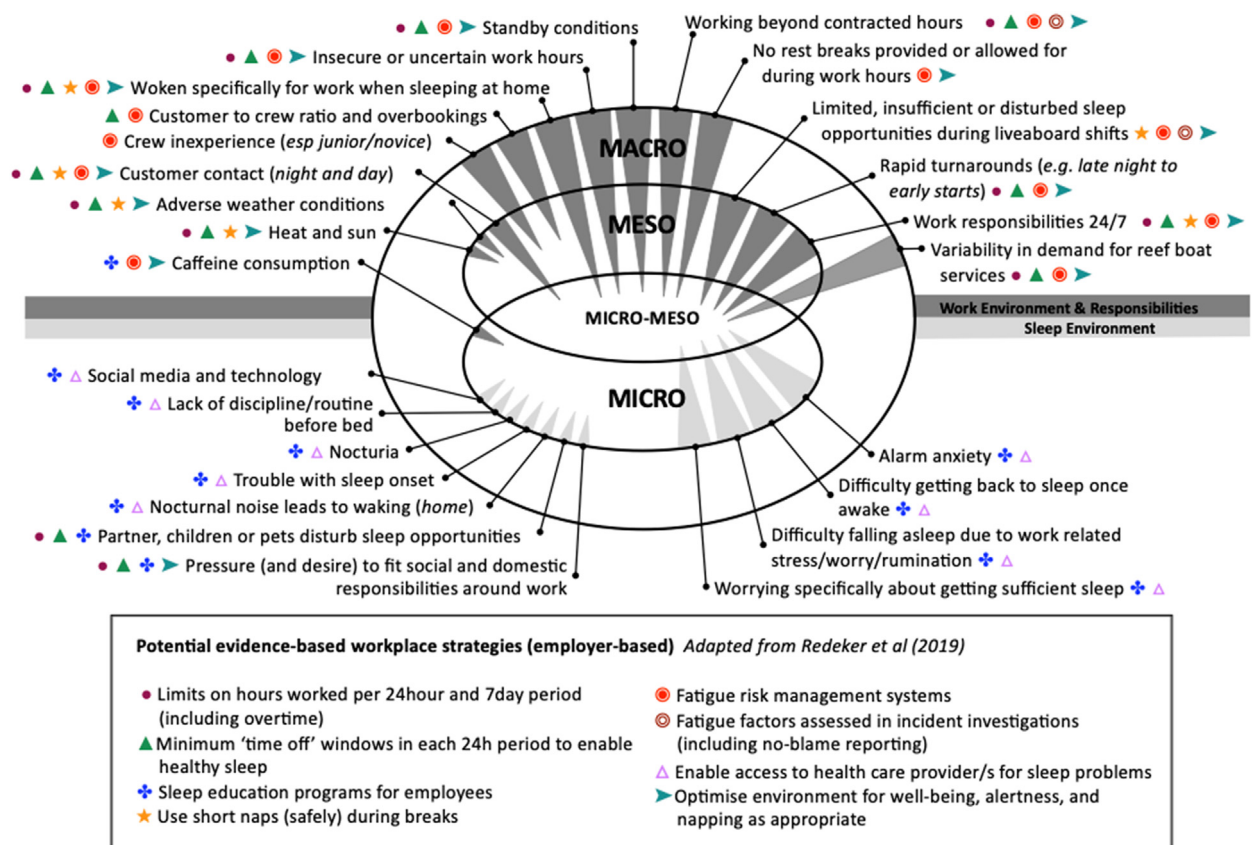 Standby conditions
Insecure or uncertain work hours
Woken specifically for work when sleeping at home
Customer to crew ratio and overbookings
Crew inexperience (esp junior/novice)
Customer contact (night and day)
Adverse weather conditions
Heat and sun
Caffeine consumption
Working beyond contracted hours
No rest breaks provided or allowed for
during work hours
Limited, insufficient or disturbed sleep
opportunities during liveaboard shifts
Rapid turnarounds (e.g. late night to
early starts)
Work responsibilities 24/7
Variability in demand for reef boat
services
MACRO
MESO
MICRO-MESO
MICRO
Work Environment & Responsibilities
Sleep Environment
Social media and technology
Lack of discipline/routine
before bed
Nocturia
Trouble with sleep onset
Nocturnal noise leads to waking (home)
Partner, children or pets disturb sleep opportunities
Pressure (and desire) to fit social and domestic
responsibilities around work
Alarm anxiety
Difficulty getting back to sleep once
awake
Difficulty falling asleep due to work related
stress/worry/rumination
Worrying specifically about getting sufficient sleep
Potential evidence-based workplace strategies (employer-based) Adapted from Redeker et al (2019)
Limits on hours worked per 24hour and 7day period
(including overtime)
Minimum ‘time off’ windows in each 24h period to enable
healthy sleep
Sleep education programs for employees
Use short naps (safely) during breaks
Fatigue risk management systems
Fatigue factors assessed in incident investigations
(including no-blame reporting)
Enable access to health care provider/s for sleep problems
Optimise environment for well-being, alertness, and
napping as appropriate